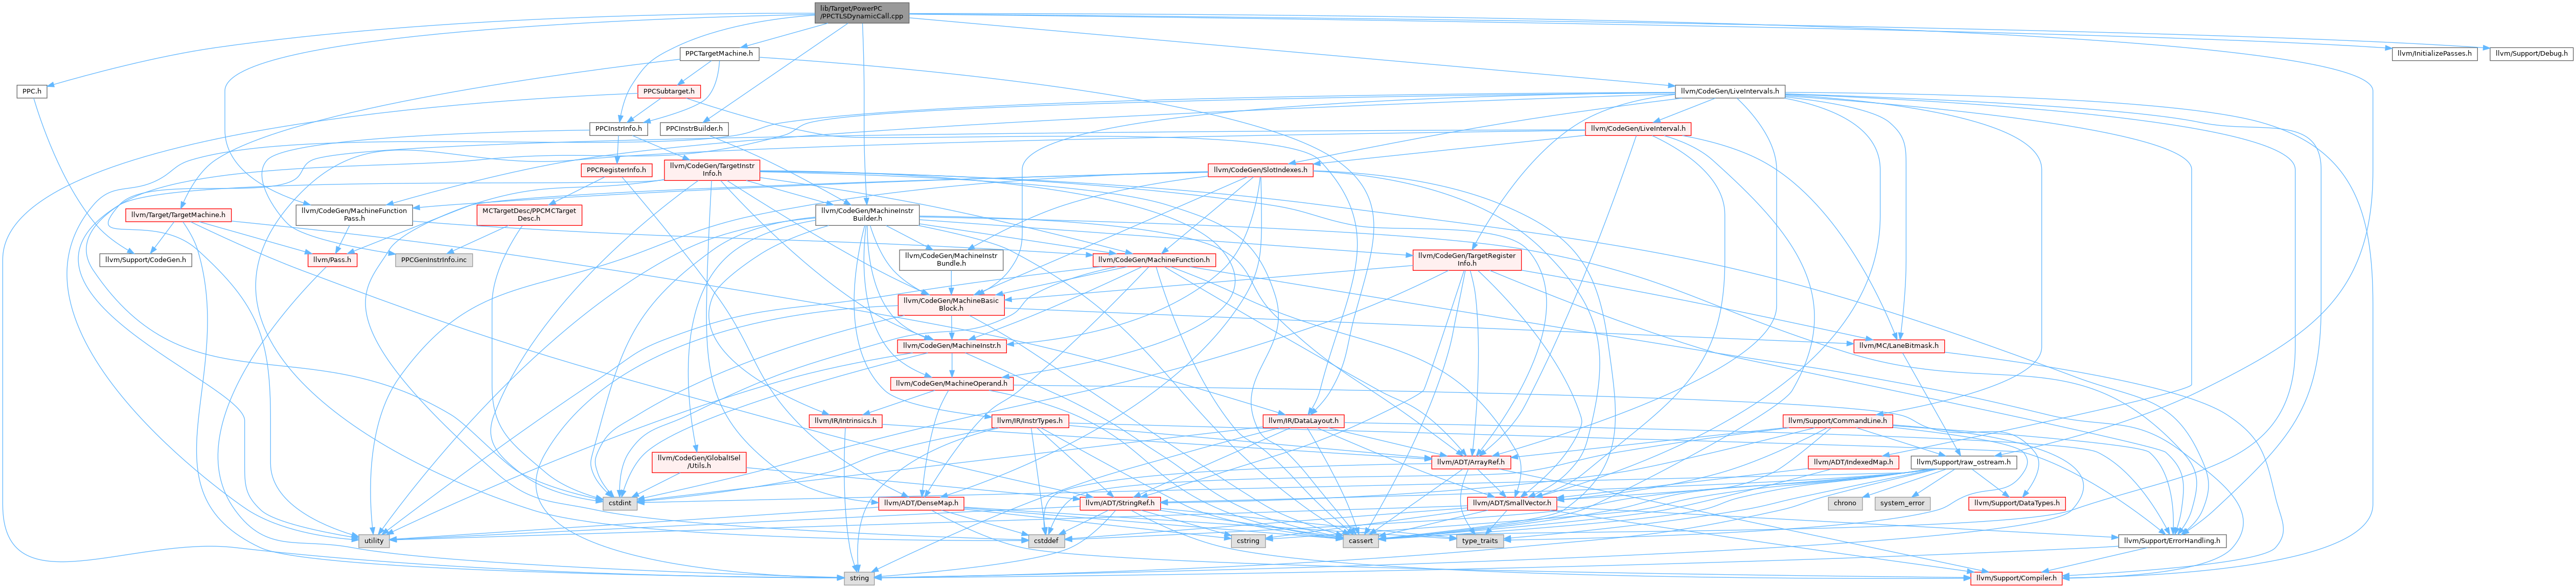 lib/Target/PowerPC
/PPCTLSDynamicCall.cpp
PPCTargetMachine.h
llvm/InitializePasses.h
llvm/Support/Debug.h
PPC.h
PPCSubtarget.h
llvm/CodeGen/LiveIntervals.h
PPCInstrInfo.h
PPCInstrBuilder.h
llvm/CodeGen/LiveInterval.h
PPCRegisterInfo.h
llvm/CodeGen/TargetInstr
Info.h
llvm/CodeGen/SlotIndexes.h
llvm/Target/TargetMachine.h
llvm/CodeGen/MachineFunction
Pass.h
MCTargetDesc/PPCMCTarget
Desc.h
llvm/CodeGen/MachineInstr
Builder.h
llvm/Support/CodeGen.h
llvm/Pass.h
PPCGenInstrInfo.inc
llvm/CodeGen/MachineInstr
Bundle.h
llvm/CodeGen/MachineFunction.h
llvm/CodeGen/TargetRegister
Info.h
llvm/CodeGen/MachineBasic
Block.h
llvm/CodeGen/MachineInstr.h
llvm/MC/LaneBitmask.h
llvm/CodeGen/MachineOperand.h
llvm/IR/Intrinsics.h
llvm/IR/InstrTypes.h
llvm/IR/DataLayout.h
llvm/Support/CommandLine.h
llvm/CodeGen/GlobalISel
/Utils.h
llvm/ADT/ArrayRef.h
llvm/ADT/IndexedMap.h
llvm/Support/raw_ostream.h
cstdint
llvm/ADT/DenseMap.h
llvm/ADT/StringRef.h
llvm/ADT/SmallVector.h
chrono
system_error
llvm/Support/DataTypes.h
utility
cstddef
cstring
cassert
type_traits
llvm/Support/ErrorHandling.h
string
llvm/Support/Compiler.h